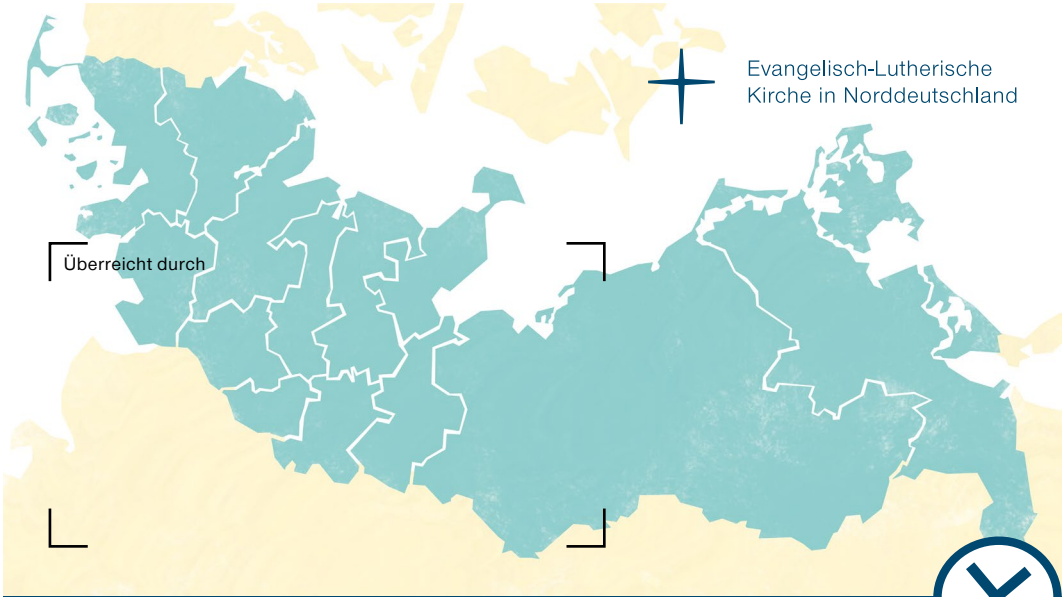 Evangelisch-Lutherische
Kirche in Norddeutschland
Überreicht durch